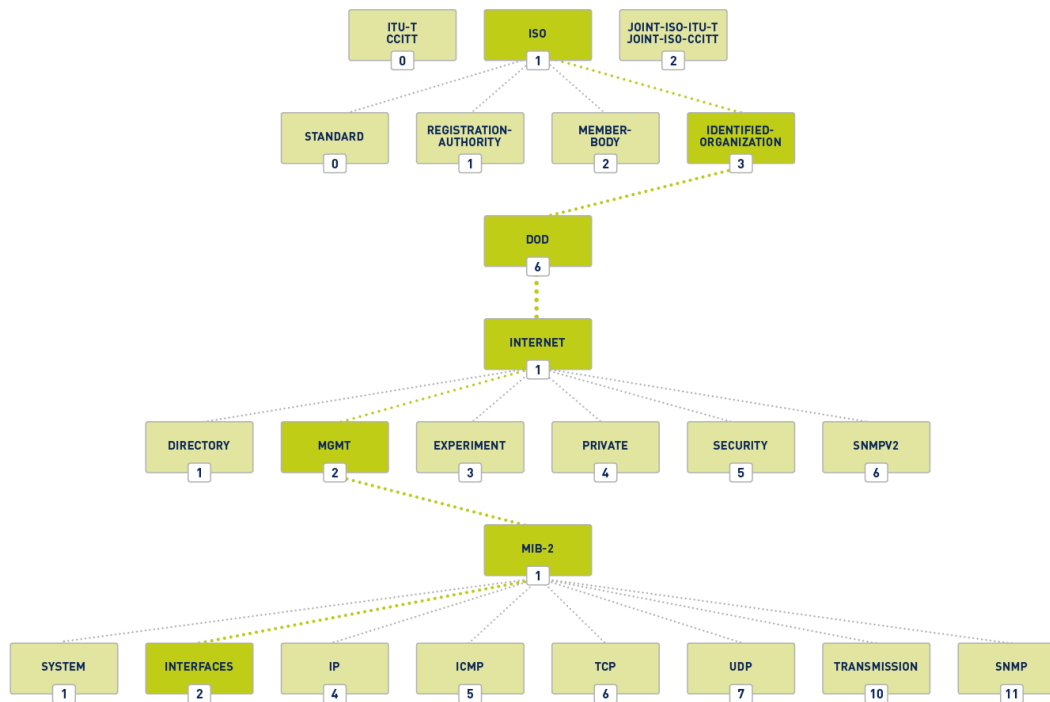 ITU-T
CCITT
0
ISO
1
JOINT-ISO-ITU-T
JOINT-ISO-CCITT
2
STANDARD
0
REGISTRATION-
AUTHORITY
1
MEMBER-
BODY
2
IDENTIFIED-
ORGANIZATION
3
DOD
6
INTERNET
1
DIRECTORY
1
MGMT
2
EXPERIMENT
3
PRIVATE
4
SECURITY
5
SNMPV2
6
MIB-2
1
SYSTEM
1
INTERFACES
2
IP
4
ICMP
5
TCP
6
UDP
7
TRANSMISSION
10
SNMP
11